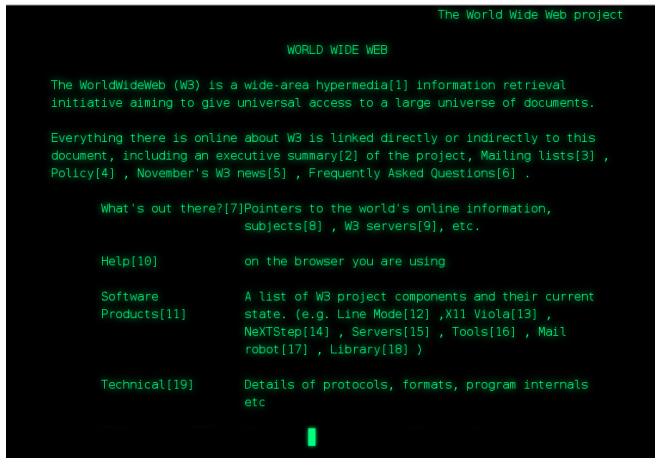 The World Wide Web project
WORLD WIDE WEB
The WorldWideWeb (W3) is a wide-area hypermedia[1] information retrieval
initiative aiming to give universal access to a large universe of documents.
Everything there is online about W3 is linked directly or indirectly to this
document, including an executive summary[2] of the project, Mailing lists[3] ,
Policy[4] , November's W3 news[5] , Frequently Asked Questions[6] .
What's out there?[7]Pointers to the world's online information,
subjects[8] , W3 servers[9], etc.
Help[10] on the browser you are using
Software A list of W3 project components and their current
Products[11] state. (e.g. Line Mode[12] ,X11 Viola[13] ,
NeXTStep[14] , Servers[15] , Tools[16] , Mail
robot[17] , Library[18] )
Technical[19] Details of protocols, formats, program internals
etc